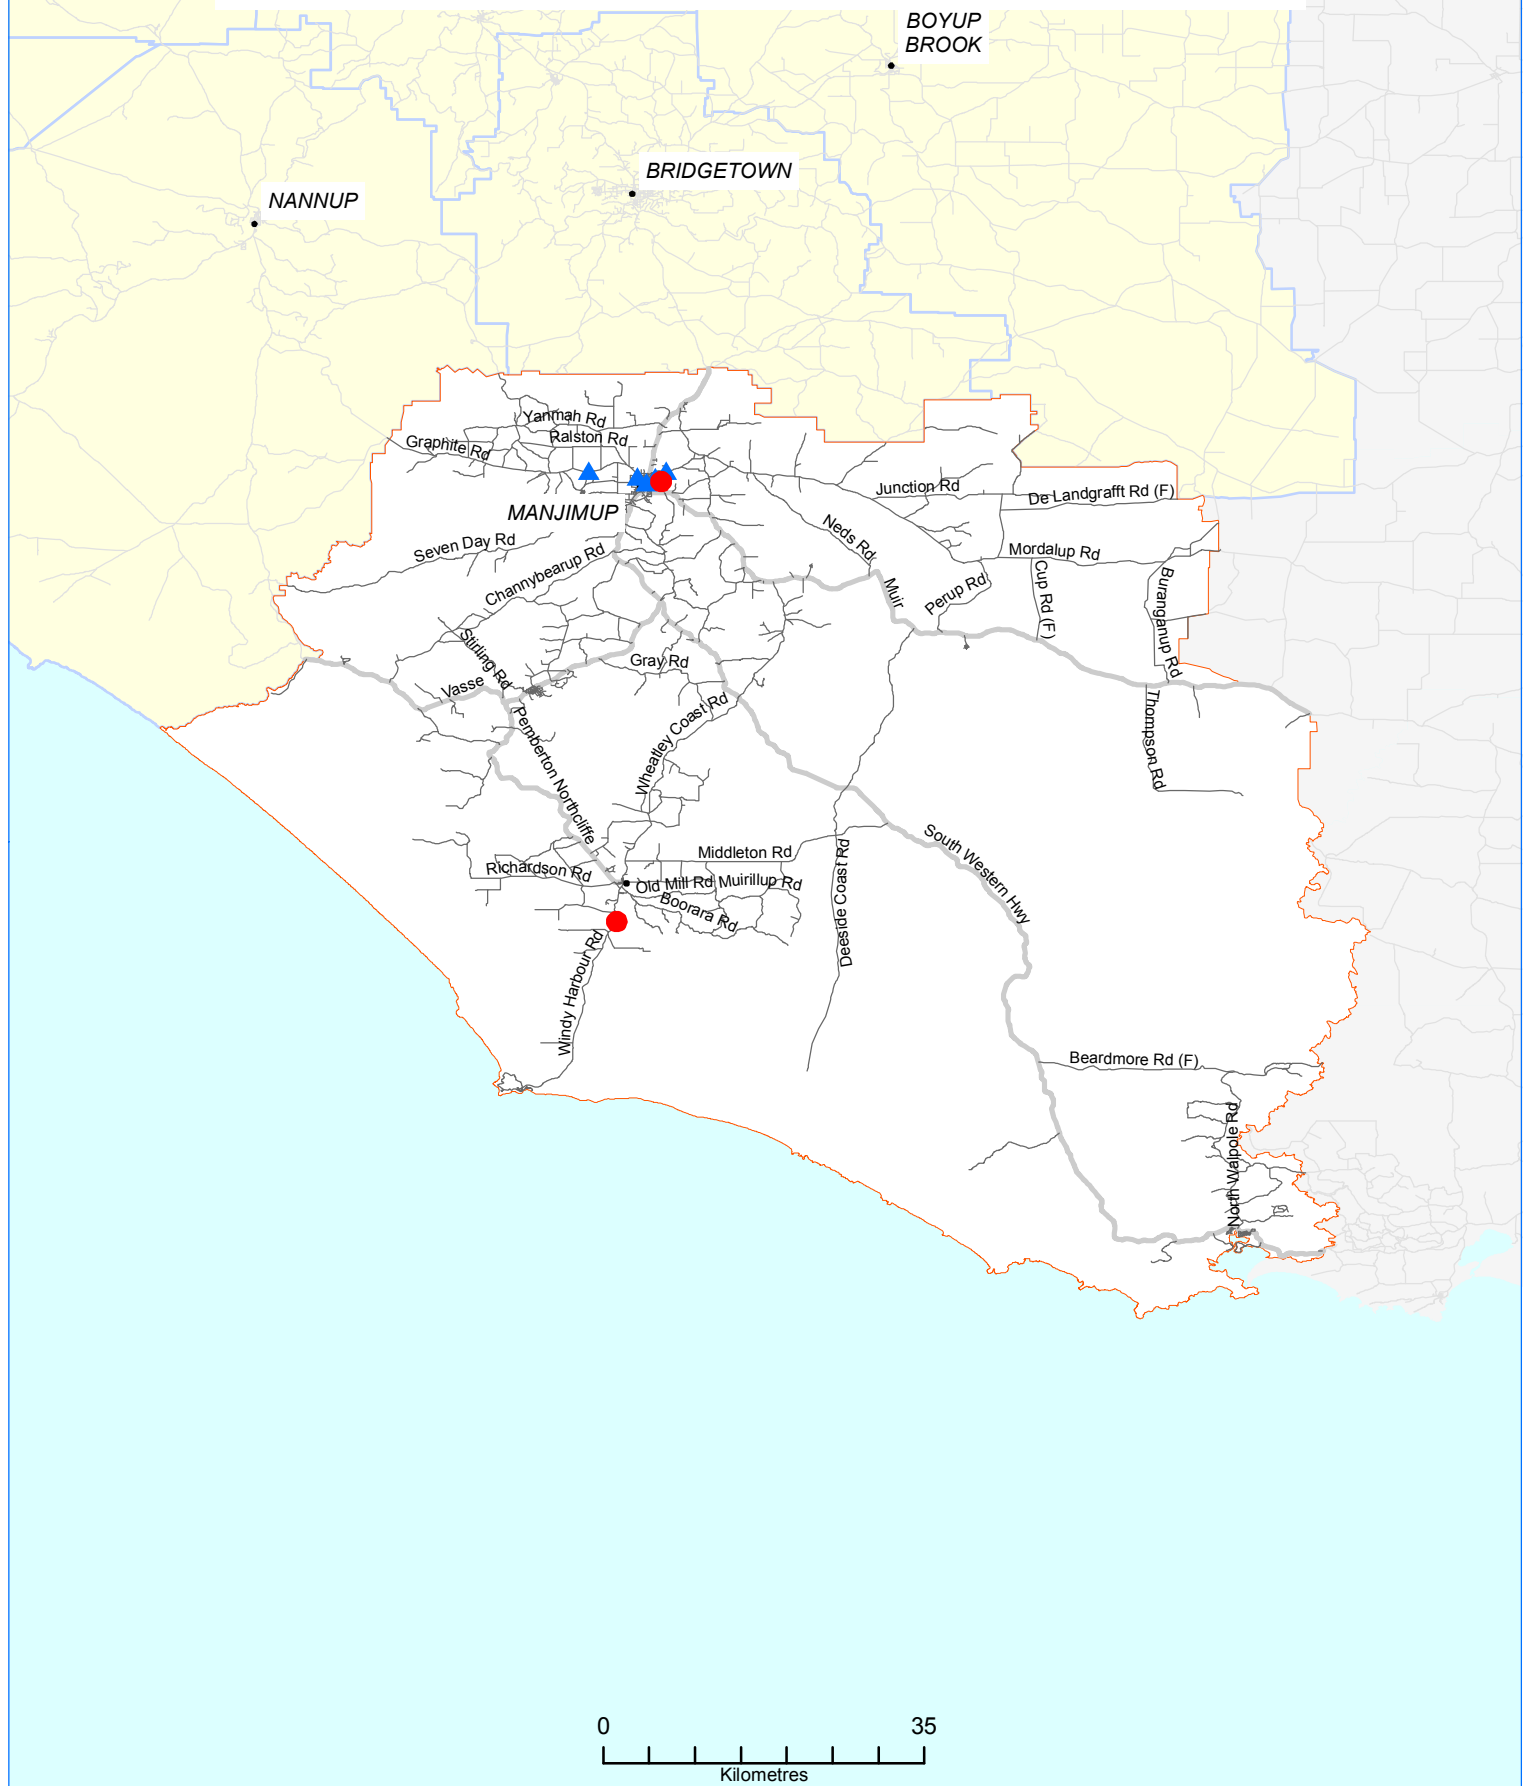 BOYUP
BROOK
BRIDGETOWN
NANNUP
Yanmah Rd
Ralston Rd
Graphite Rd
Junction Rd
De Landgrafft Rd (F)
MANJIMUP
Neds Rd
Seven Day Rd
Mordalup Rd
Channybearup Rd
Muir
Perup Rd
Cup Rd (F)
Buranganup Rd
Stirling Rd
Gray Rd
Vasse
Thompson Rd
Wheatley Coast Rd
Pemberton Northcliffe
South Western Hwy
Middleton Rd
Richardson Rd
Old Mill Rd
Muirillup Rd
Boorara Rd
Deeside Coast Rd
Windy Harbour Rd
Beardmore Rd (F)
North Walpole Rd
0 35
Kilometres